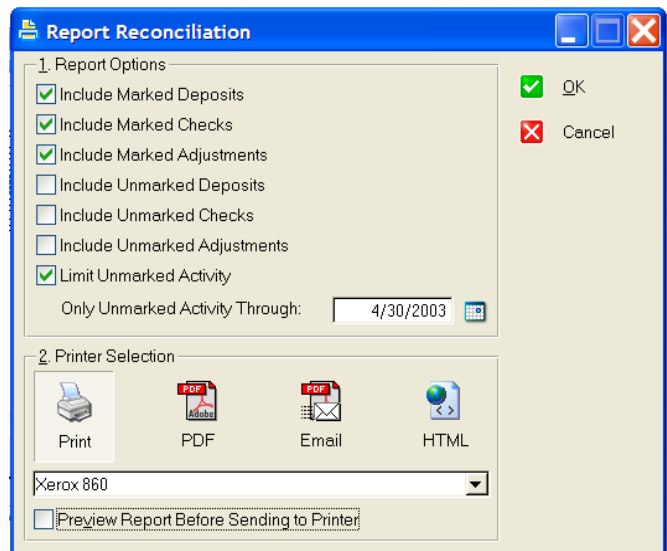 Report Reconciliation
1. Report Options
Include Marked Deposits
Include Marked Checks
Include Marked Adjustments
Include Unmarked Deposits
Include Unmarked Checks
Include Unmarked Adjustments
Limit Unmarked Activity
Only Unmarked Activity Through: 4/30/2003
OK
Cancel
2. Printer Selection
PDF Adobe PDF
Print PDF Email HTML
Xerox 860
Preview Report Before Sending to Printer